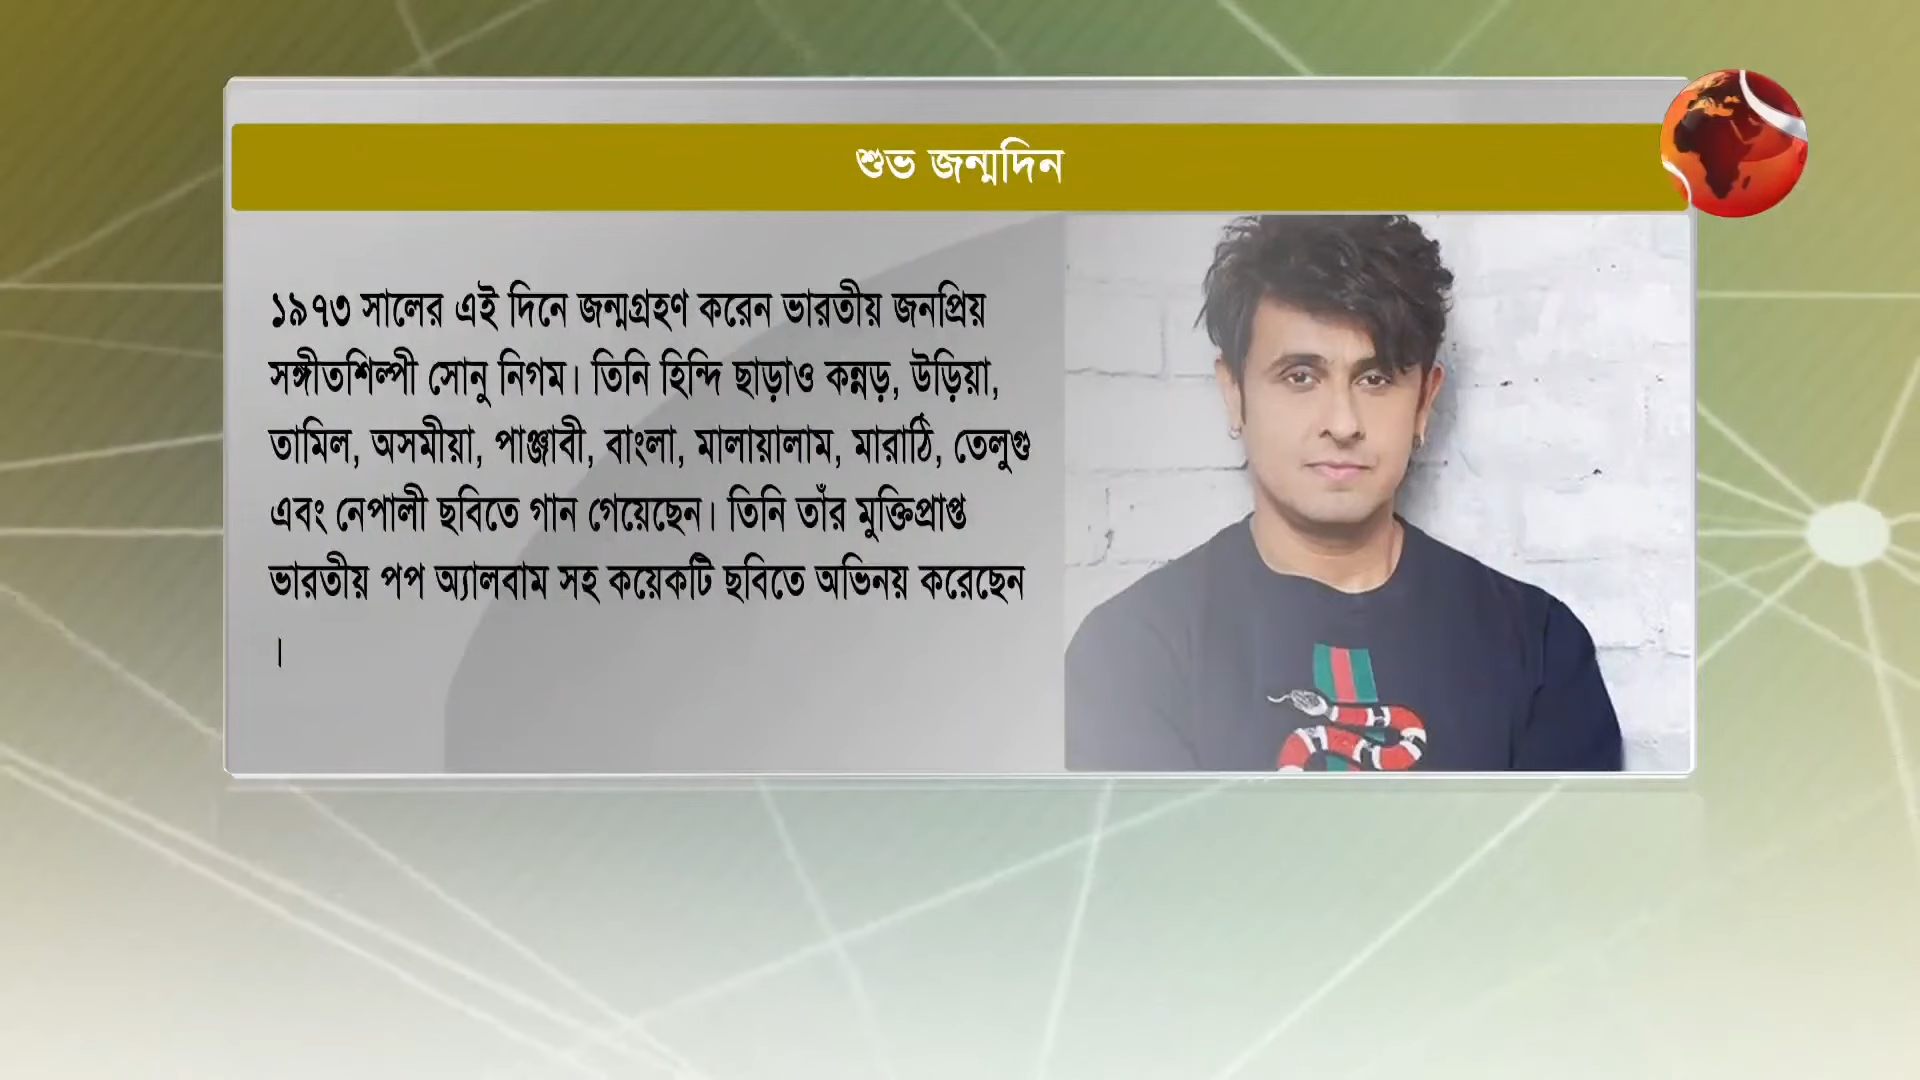 শুভ জন্মদিন
১৯৭৩ সালের এই দিনে জন্মগ্রহণ করেন ভারতীয় জনপ্রিয়
সঙ্গীতশিল্পী সোনু নিগম। তিনি হিন্দি ছাড়াও কন্নড়, উড়িয়া,
তামিল, অসমীয়া, পাঞ্জাবী, বাংলা, মালায়ালাম, মারাঠি, তেলুগু
এবং নেপালী ছবিতে গান গেয়েছেন। তিনি তাঁর মুক্তিপ্রাপ্ত
ভারতীয় পপ অ্যালবাম সহ কয়েকটি ছবিতে অভিনয় করেছেন
।